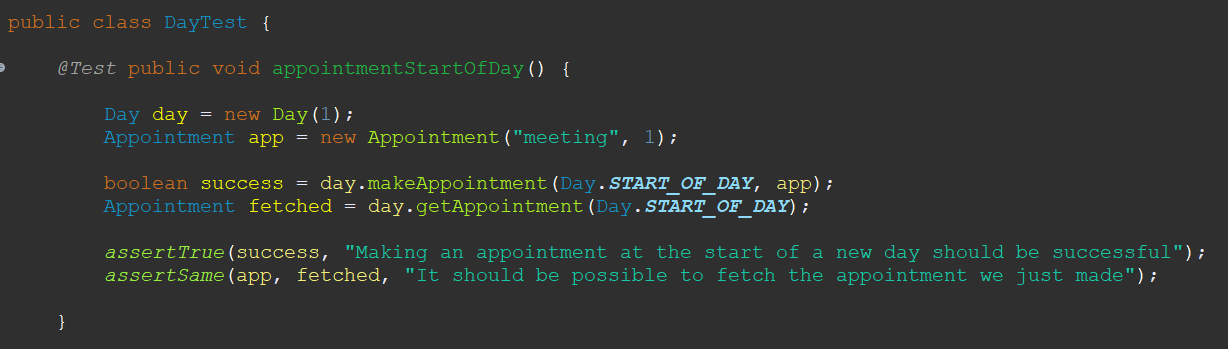 public class DayTest {
@Test public void appointmentStartOfDay() {
Day day = new Day(1);
Appointment app = new Appointment("meeting", 1);
boolean success = day.makeAppointment(Day.START_OF_DAY, app);
Appointment fetched = day.getAppointment(Day.START_OF_DAY);
assertTrue(success, "Making an appointment at the start of a new day should be successful");
assertSame(app, fetched, "It should be possible to fetch the appointment we just made");
}